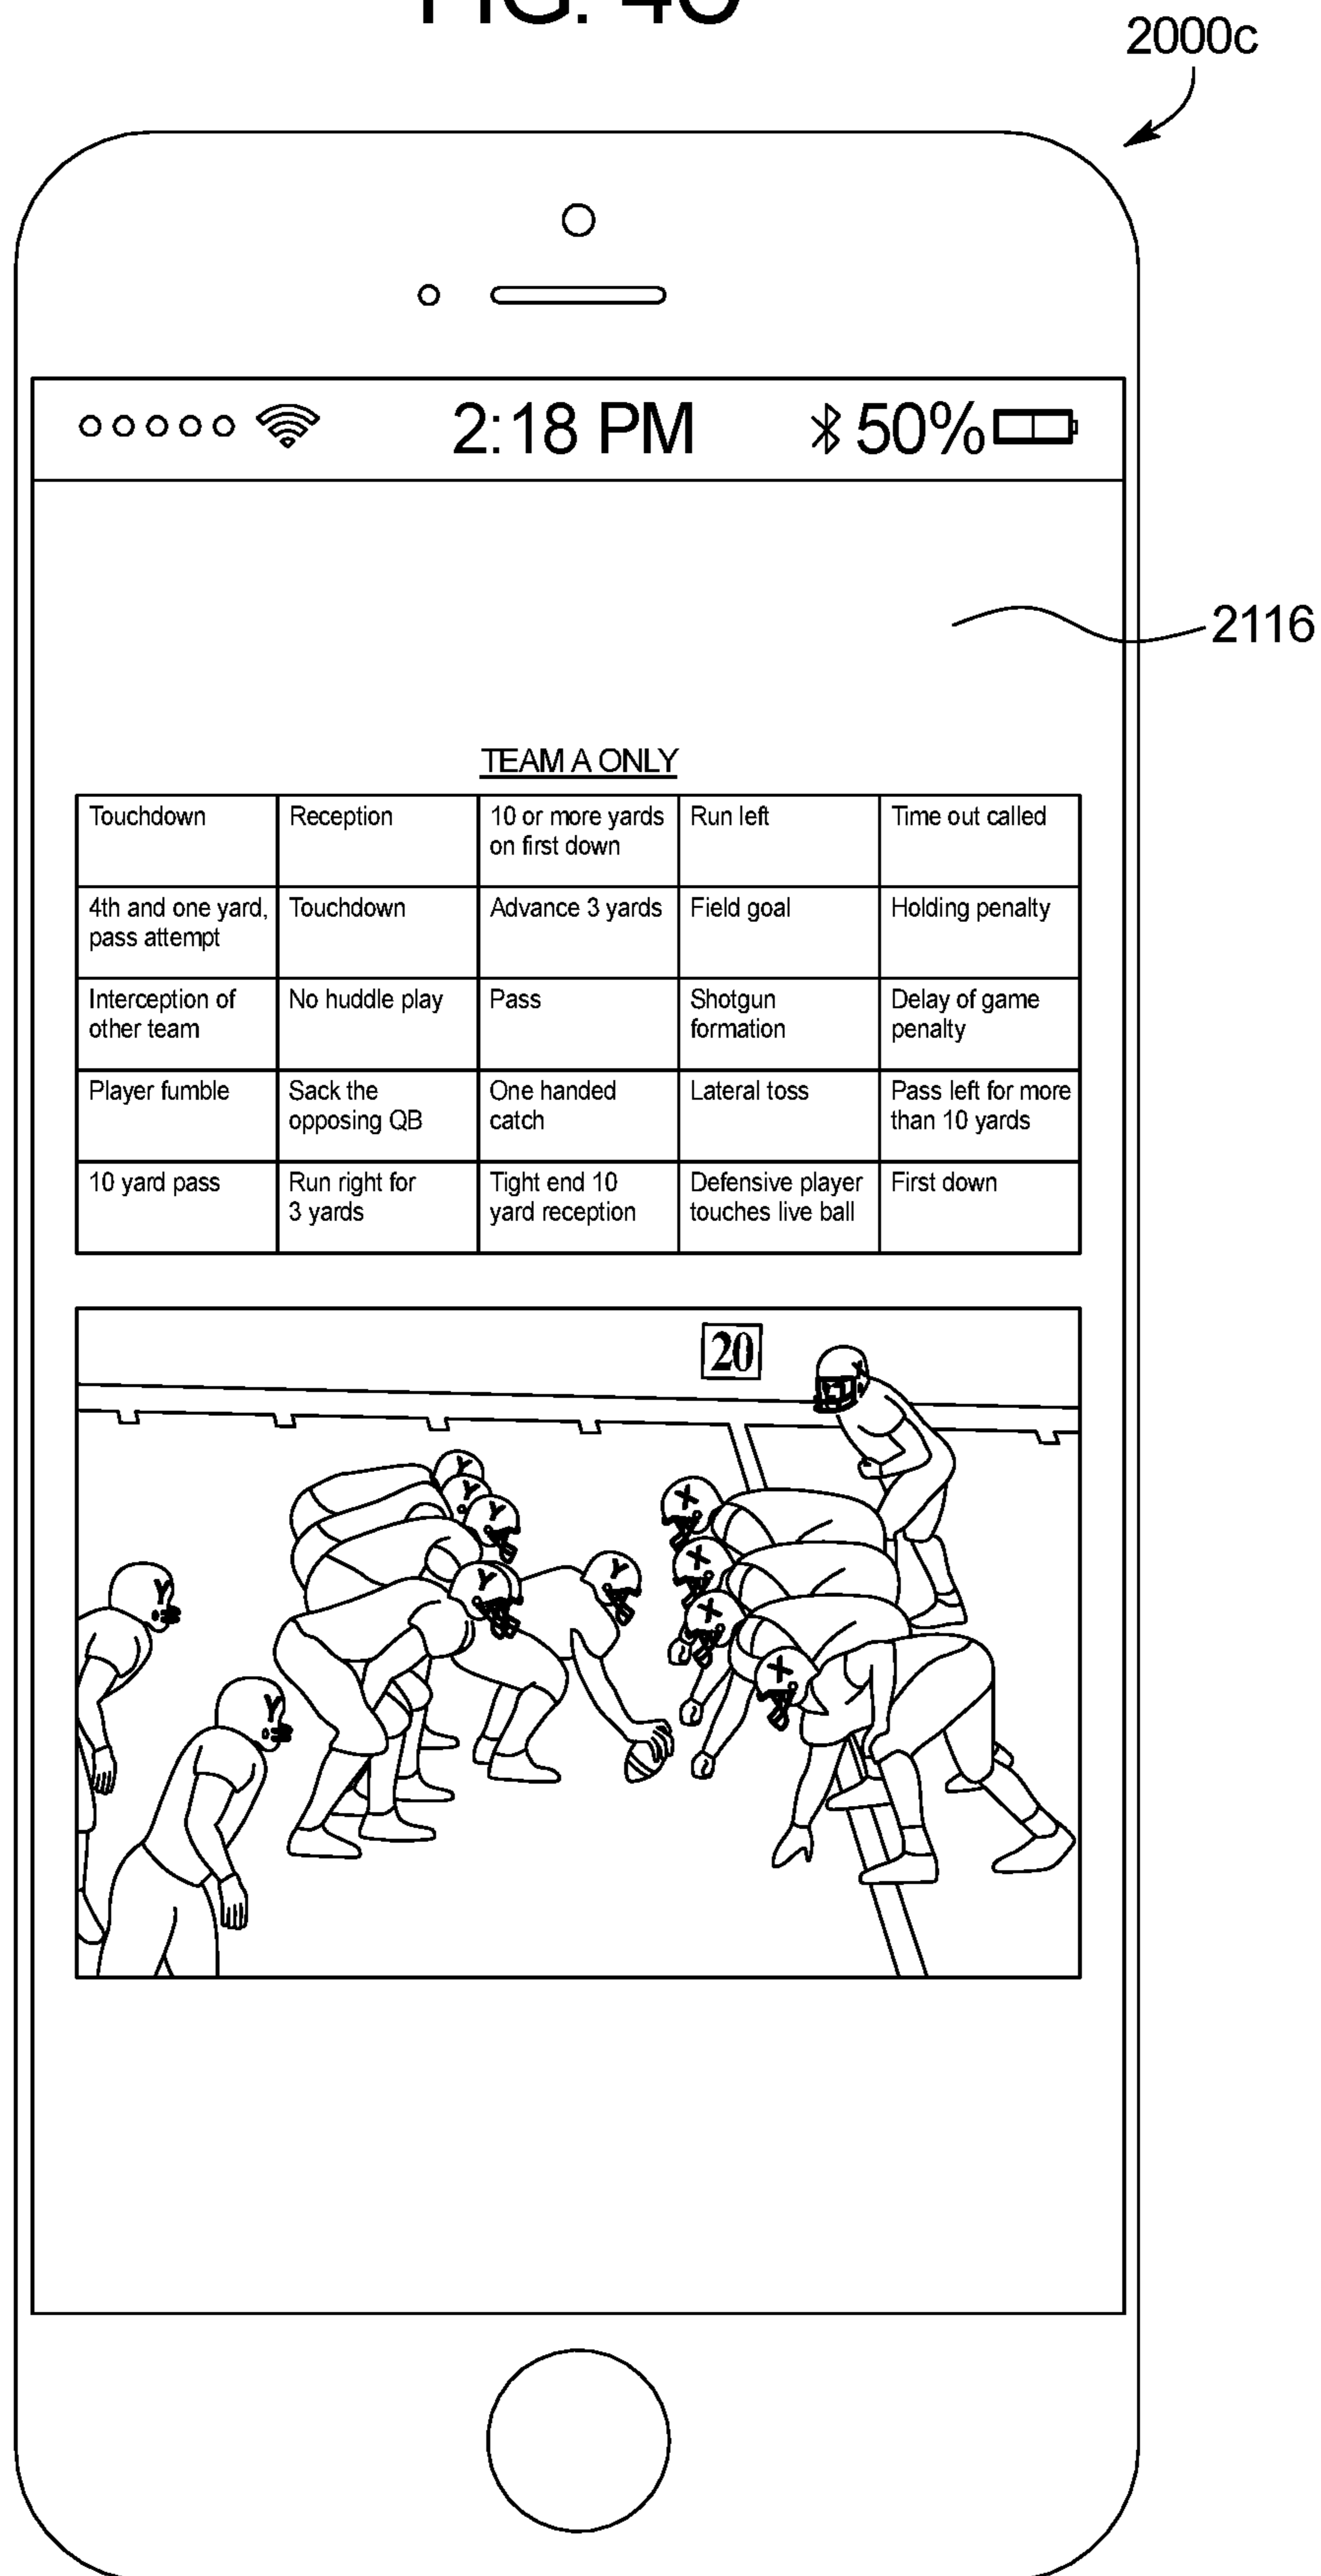 FIG. 4C
2000c
2:18 PM
50%
2116
TEAM A ONLY
Touchdown
Reception
10 or more yards
on first down
Run left
Time out called
4th and one yard,
pass attempt
Touchdown
Advance 3 yards
Field goal
Holding penalty
Interception of
other team
No huddle play
Pass
Shotgun
formation
Delay of game
penalty
Player fumble
Sack the
opposing QB
One handed
catch
Lateral toss
Pass left for more
than 10 yards
10 yard pass
Run right for
3 yards
Tight end 10
yard reception
Defensive player
touches live ball
First down
20
X
Y
Y
Y
X
Y
Y
X
Y
X
X
Y